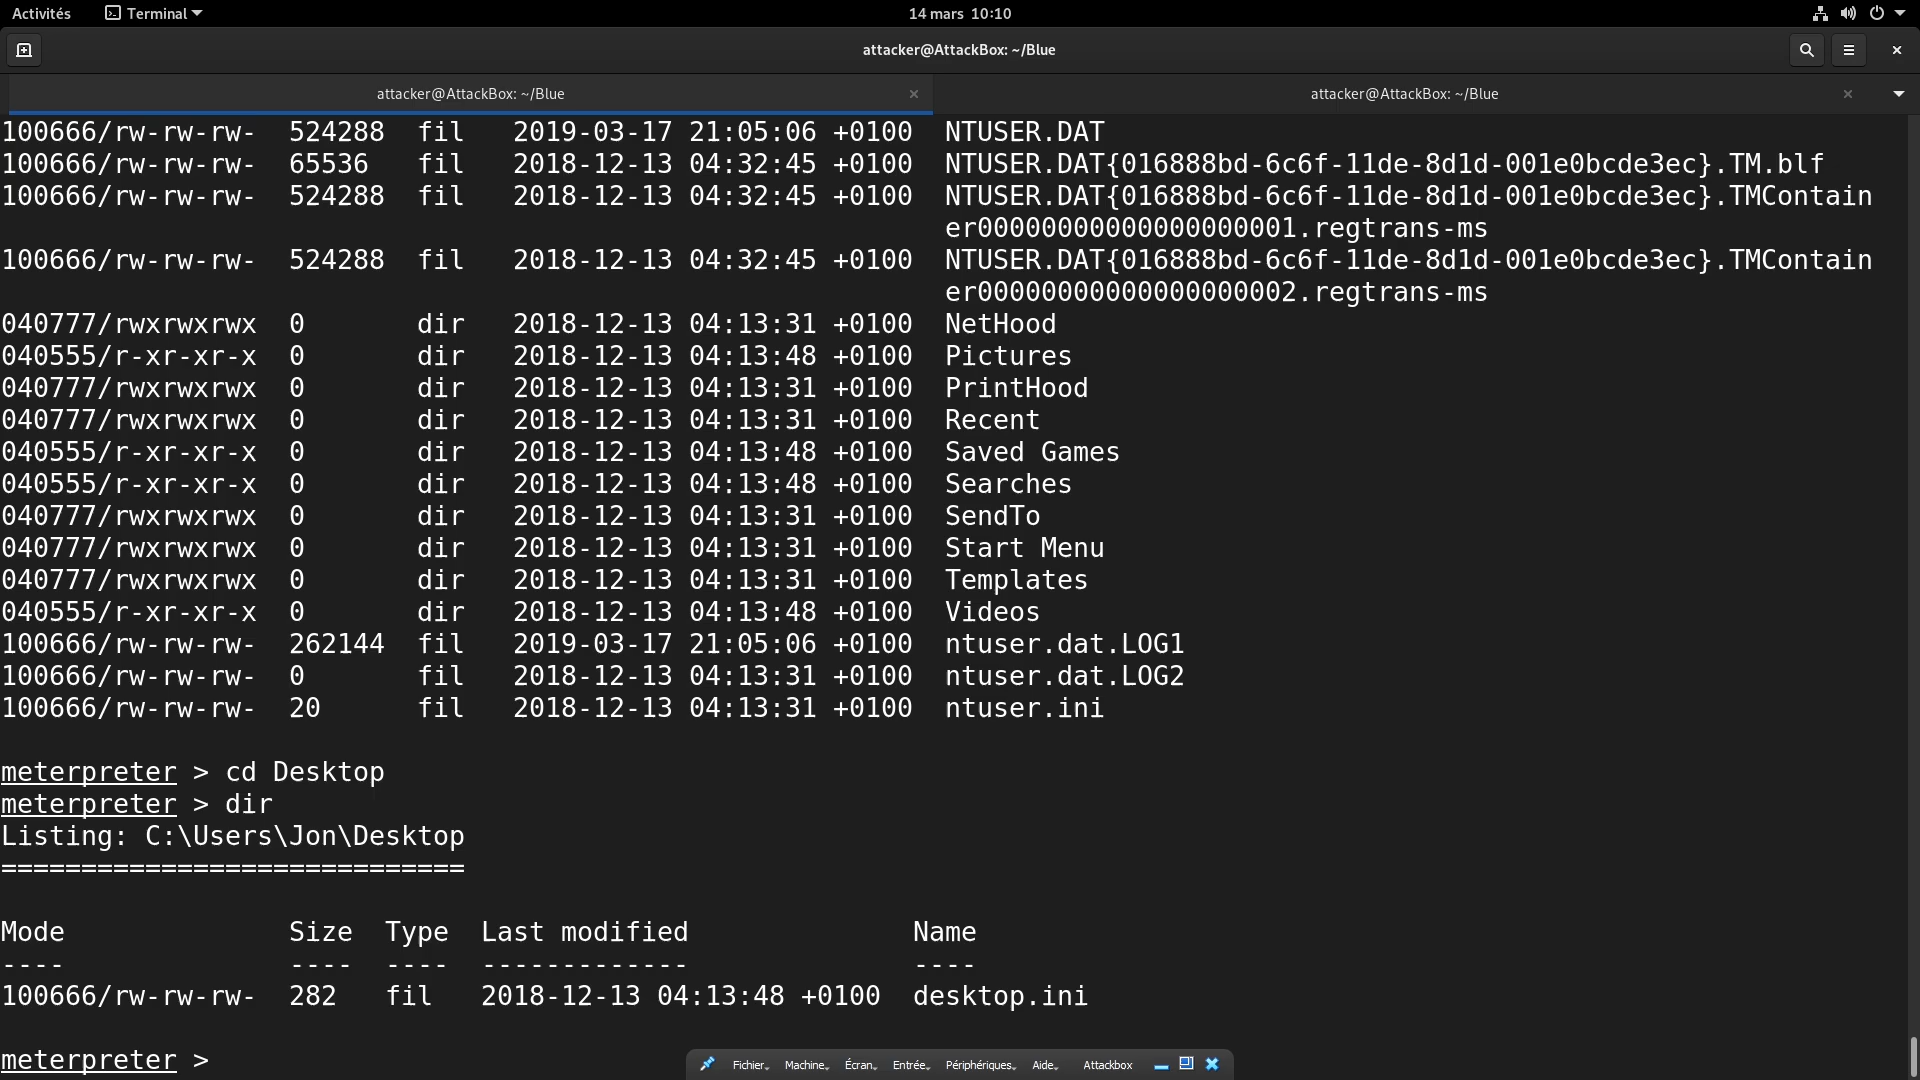 Activités Terminal 14 mars 10:10
attacker@AttackBox: ~/Blue
attacker@AttackBox: ~/Blue attacker@AttackBox: ~/Blue
100666/rw-rw-rw- 524288 fil 2019-03-17 21:05:06 +0100 NTUSER.DAT
100666/rw-rw-rw- 65536 fil 2018-12-13 04:32:45 +0100 NTUSER.DAT{016888bd-6c6f-11de-8d1d-001e0bcde3ec}.TM.blf
100666/rw-rw-rw- 524288 fil 2018-12-13 04:32:45 +0100 NTUSER.DAT{016888bd-6c6f-11de-8d1d-001e0bcde3ec}.TMContain
er00000000000000000001.regtrans-ms
100666/rw-rw-rw- 524288 fil 2018-12-13 04:32:45 +0100 NTUSER.DAT{016888bd-6c6f-11de-8d1d-001e0bcde3ec}.TMContain
er00000000000000000002.regtrans-ms
040777/rwxrwxrwx 0 dir 2018-12-13 04:13:31 +0100 NetHood
040555/r-xr-xr-x 0 dir 2018-12-13 04:13:48 +0100 Pictures
040777/rwxrwxrwx 0 dir 2018-12-13 04:13:31 +0100 PrintHood
040777/rwxrwxrwx 0 dir 2018-12-13 04:13:31 +0100 Recent
040555/r-xr-xr-x 0 dir 2018-12-13 04:13:48 +0100 Saved Games
040555/r-xr-xr-x 0 dir 2018-12-13 04:13:48 +0100 Searches
040777/rwxrwxrwx 0 dir 2018-12-13 04:13:31 +0100 SendTo
040777/rwxrwxrwx 0 dir 2018-12-13 04:13:31 +0100 Start Menu
040777/rwxrwxrwx 0 dir 2018-12-13 04:13:31 +0100 Templates
040555/r-xr-xr-x 0 dir 2018-12-13 04:13:48 +0100 Videos
100666/rw-rw-rw- 262144 fil 2019-03-17 21:05:06 +0100 ntuser.dat.LOG1
100666/rw-rw-rw- 0 fil 2018-12-13 04:13:31 +0100 ntuser.dat.LOG2
100666/rw-rw-rw- 20 fil 2018-12-13 04:13:31 +0100 ntuser.ini
meterpreter > cd Desktop
meterpreter > dir
Listing: C:\Users\Jon\Desktop
=============================
Mode Size Type Last modified Name
---- ---- ---- ------------- ----
100666/rw-rw-rw- 282 fil 2018-12-13 04:13:48 +0100 desktop.ini
meterpreter >
Fichier Machine Écran Entrée Périphériques Aide Attackbox